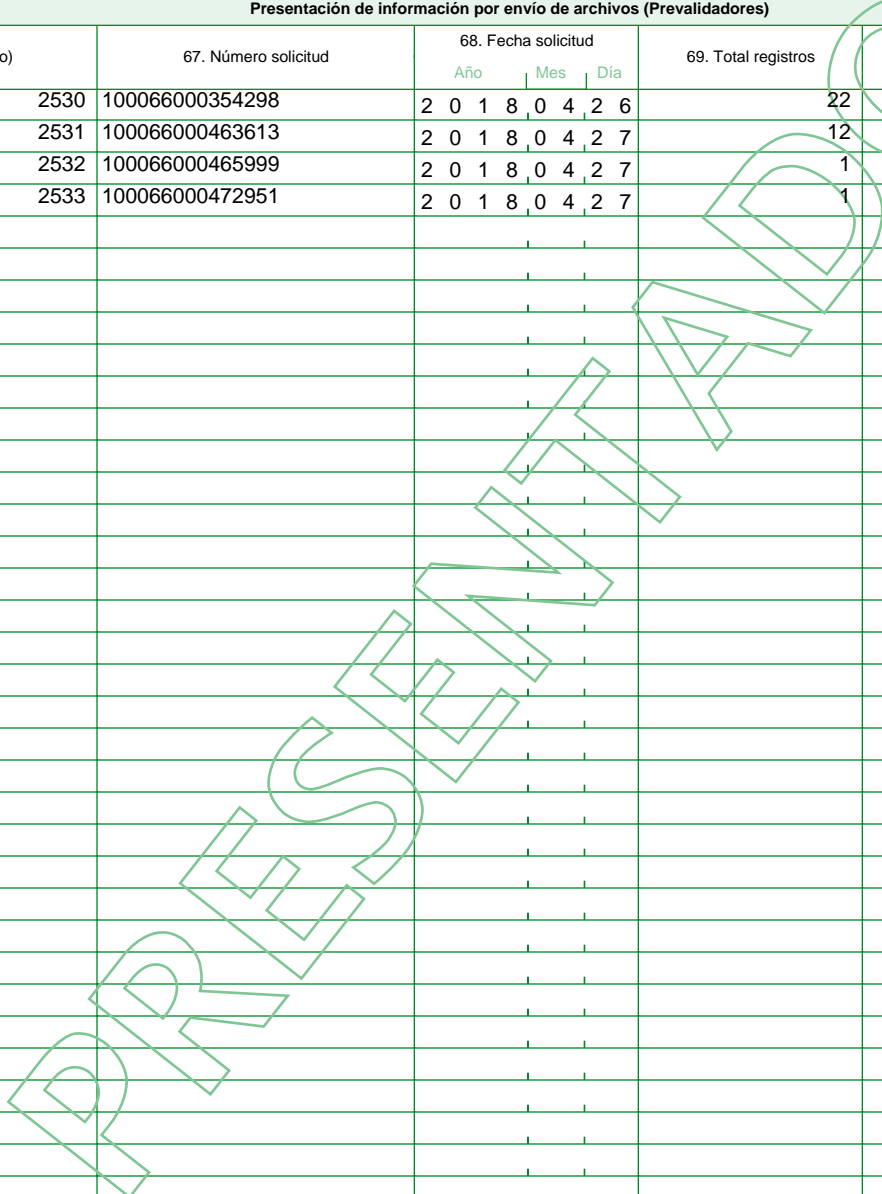 Presentación de información por envío de archivos (Prevalidadores)
o) 67. Número solicitud 68. Fecha solicitud 69. Total registros
Año Mes Día
2530 100066000354298 2 0 1 8 0 4 2 6 22
2531 100066000463613 2 0 1 8 0 4 2 7 12
2532 100066000465999 2 0 1 8 0 4 2 7 1
2533 100066000472951 2 0 1 8 0 4 2 7 1
PRESENTADO